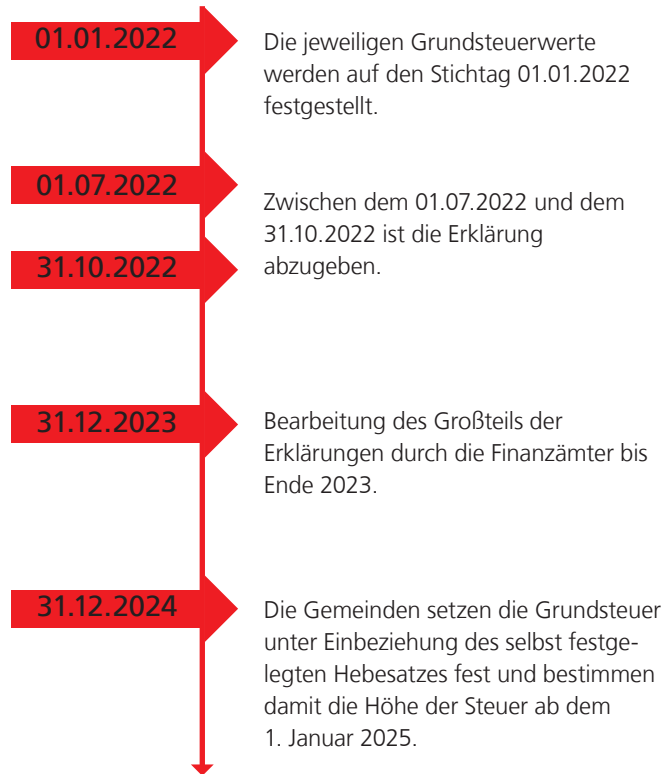 01.01.2022
Die jeweiligen Grundsteuerwerte
werden auf den Stichtag 01.01.2022
festgestellt.
01.07.2022
Zwischen dem 01.07.2022 und dem
31.10.2022 ist die Erklärung
abzugeben.
31.10.2022
31.12.2023
Bearbeitung des Großteils der
Erklärungen durch die Finanzämter bis
Ende 2023.
31.12.2024
Die Gemeinden setzen die Grundsteuer
unter Einbeziehung des selbst festge-
legten Hebesatzes fest und bestimmen
damit die Höhe der Steuer ab dem
1. Januar 2025.